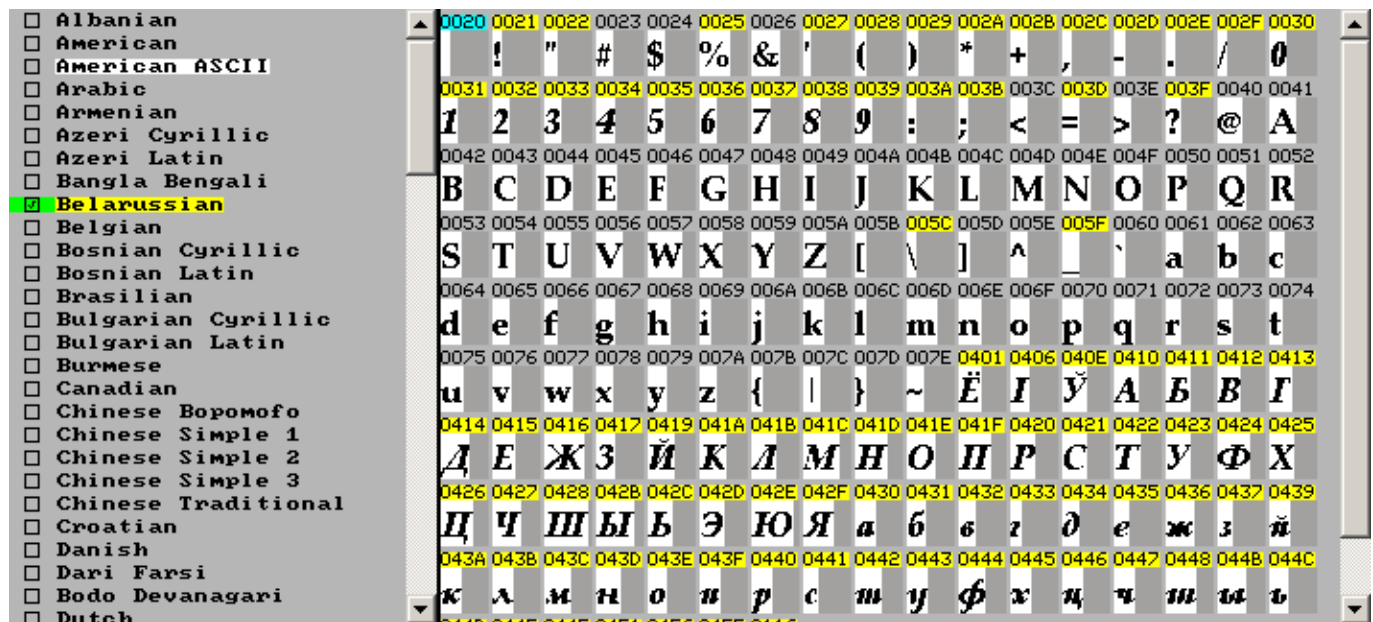 Albanian
American
American ASCII
Arabic
Armenian
Azeri Cyrillic
Azeri Latin
Bangla Bengali
Belarussian
Belgian
Bosnian Cyrillic
Bosnian Latin
Brasilian
Bulgarian Cyrillic
Bulgarian Latin
Burmese
Canadian
Chinese Bopomofo
Chinese Simple 1
Chinese Simple 2
Chinese Simple 3
Chinese Traditional
Croatian
Danish
Dari Farsi
Bodo Devanagari
Dutch
0020 0021 0022 0023 0024 0025 0026 0027 0028 0029 002A 002B 002C 002D 002E 002F 0030
! " # $ % & ' ( ) * + , - . / 0
0031 0032 0033 0034 0035 0036 0037 0038 0039 003A 003B 003C 003D 003E 003F 0040 0041
1 2 3 4 5 6 7 8 9 : ; < = > ? @ A
0042 0043 0044 0045 0046 0047 0048 0049 004A 004B 004C 004D 004E 004F 0050 0051 0052
B C D E F G H I J K L M N O P Q R
0053 0054 0055 0056 0057 0058 0059 005A 005B 005C 005D 005E 005F 0060 0061 0062 0063
S T U V W X Y Z [ \ ] ^ _ ` a b c
0064 0065 0066 0067 0068 0069 006A 006B 006C 006D 006E 006F 0070 0071 0072 0073 0074
d e f g h i j k l m n o p q r s t
0075 0076 0077 0078 0079 007A 007B 007C 007D 007E 0401 0406 040E 0410 0411 0412 0413
u v w x y z { | } ~ Ё І Ў А Б В Г
0414 0415 0416 0417 0419 041A 041B 041C 041D 041E 041F 0420 0421 0422 0423 0424 0425
Д Е Ж З Й К Л М Н О П Р С Т У Ф Х
0426 0427 0428 042B 042C 042D 042E 042F 0430 0431 0432 0433 0434 0435 0436 0437 0439
Ц Ч Ш Ы Ь Э Ю Я а б в г д е ж з й
043A 043B 043C 043D 043E 043F 0440 0441 0442 0443 0444 0445 0446 0447 0448 044B 044C
к л м н о п р с т у ф х ц ч ш ы ь